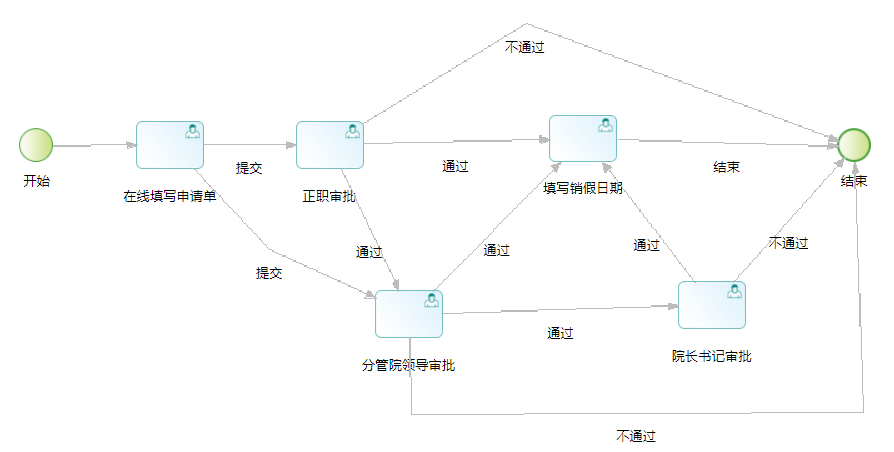 不通过
提交
通过
结束
开始
在线填写申请单
正职审批
填写销假日期
结束
提交
通过
通过
通过
不通过
通过
分管院领导审批
院长书记审批
不通过